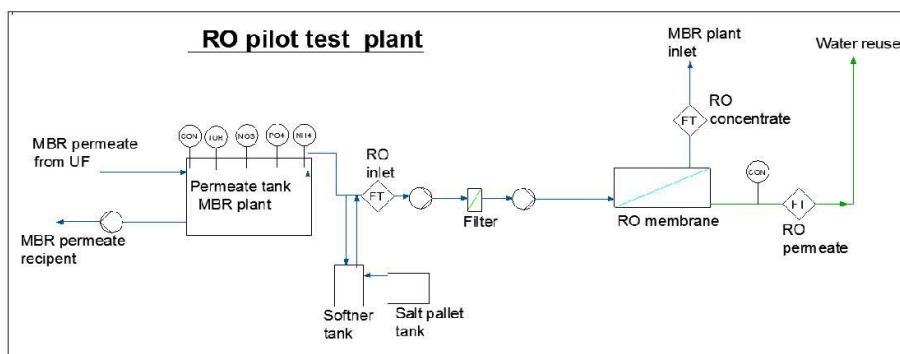 RO pilot test plant
MBR plant
inlet
Water reuse
FT
RO
concentrate
MBR permeate
from UF
CON
TUR
NO3
PO4
NH4
RO
inlet
FT
Permeate tank
MBR plant
Filter
RO membrane
CON
FT
RO
permeate
MBR permeate
recipent
Softner
tank
Salt pallet
tank